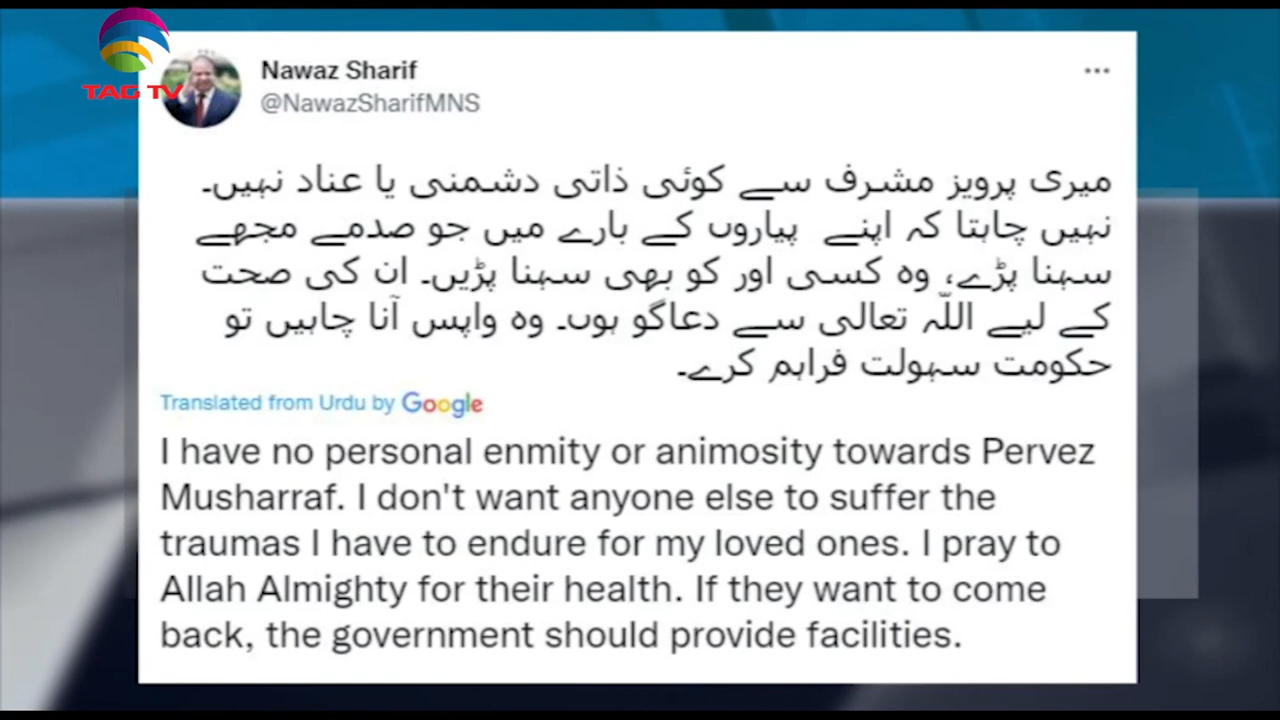 TAG TV
Nawaz Sharif
@NawazSharifMNS
میری پرویز مشرف سے کوئی ذاتی دشمنی یا عناد نہیں۔
نہیں چاہتا کہ اپنے پیاروں کے بارے میں جو صدمے مجھے
سہنا پڑے، وہ کسی اور کو بھی سہنا پڑیں۔ ان کی صحت
کے لیے اللّہ تعالی سے دعاگو ہوں۔ وہ واپس آنا چاہیں تو
حکومت سہولت فراہم کرے۔
Translated from Urdu by Google
I have no personal enmity or animosity towards Pervez
Musharraf. I don't want anyone else to suffer the
traumas I have to endure for my loved ones. I pray to
Allah Almighty for their health. If they want to come
back, the government should provide facilities.